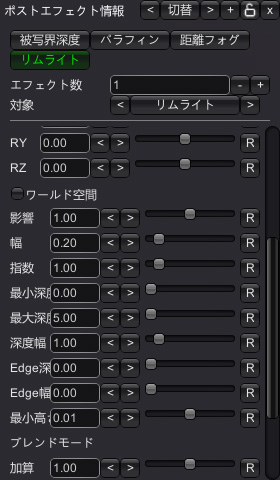 ポストエフェクト情報 < 切替 > + x
被写界深度 パラフィン 距離フォグ
リムライト
エフェクト数 1 - +
対象 < リムライト >
RY 0.00 < > R
RZ 0.00 < > R
ワールド空間
影響 1.00 < > R
幅 0.20 < > R
指数 1.00 < > R
最小深度 0.00 < > R
最大深度 5.00 < > R
深度幅 1.00 < > R
Edge深 0.00 < > R
Edge幅 0.00 < > R
最小高 0.01 < > R
ブレンドモード
加算 1.00 < > R